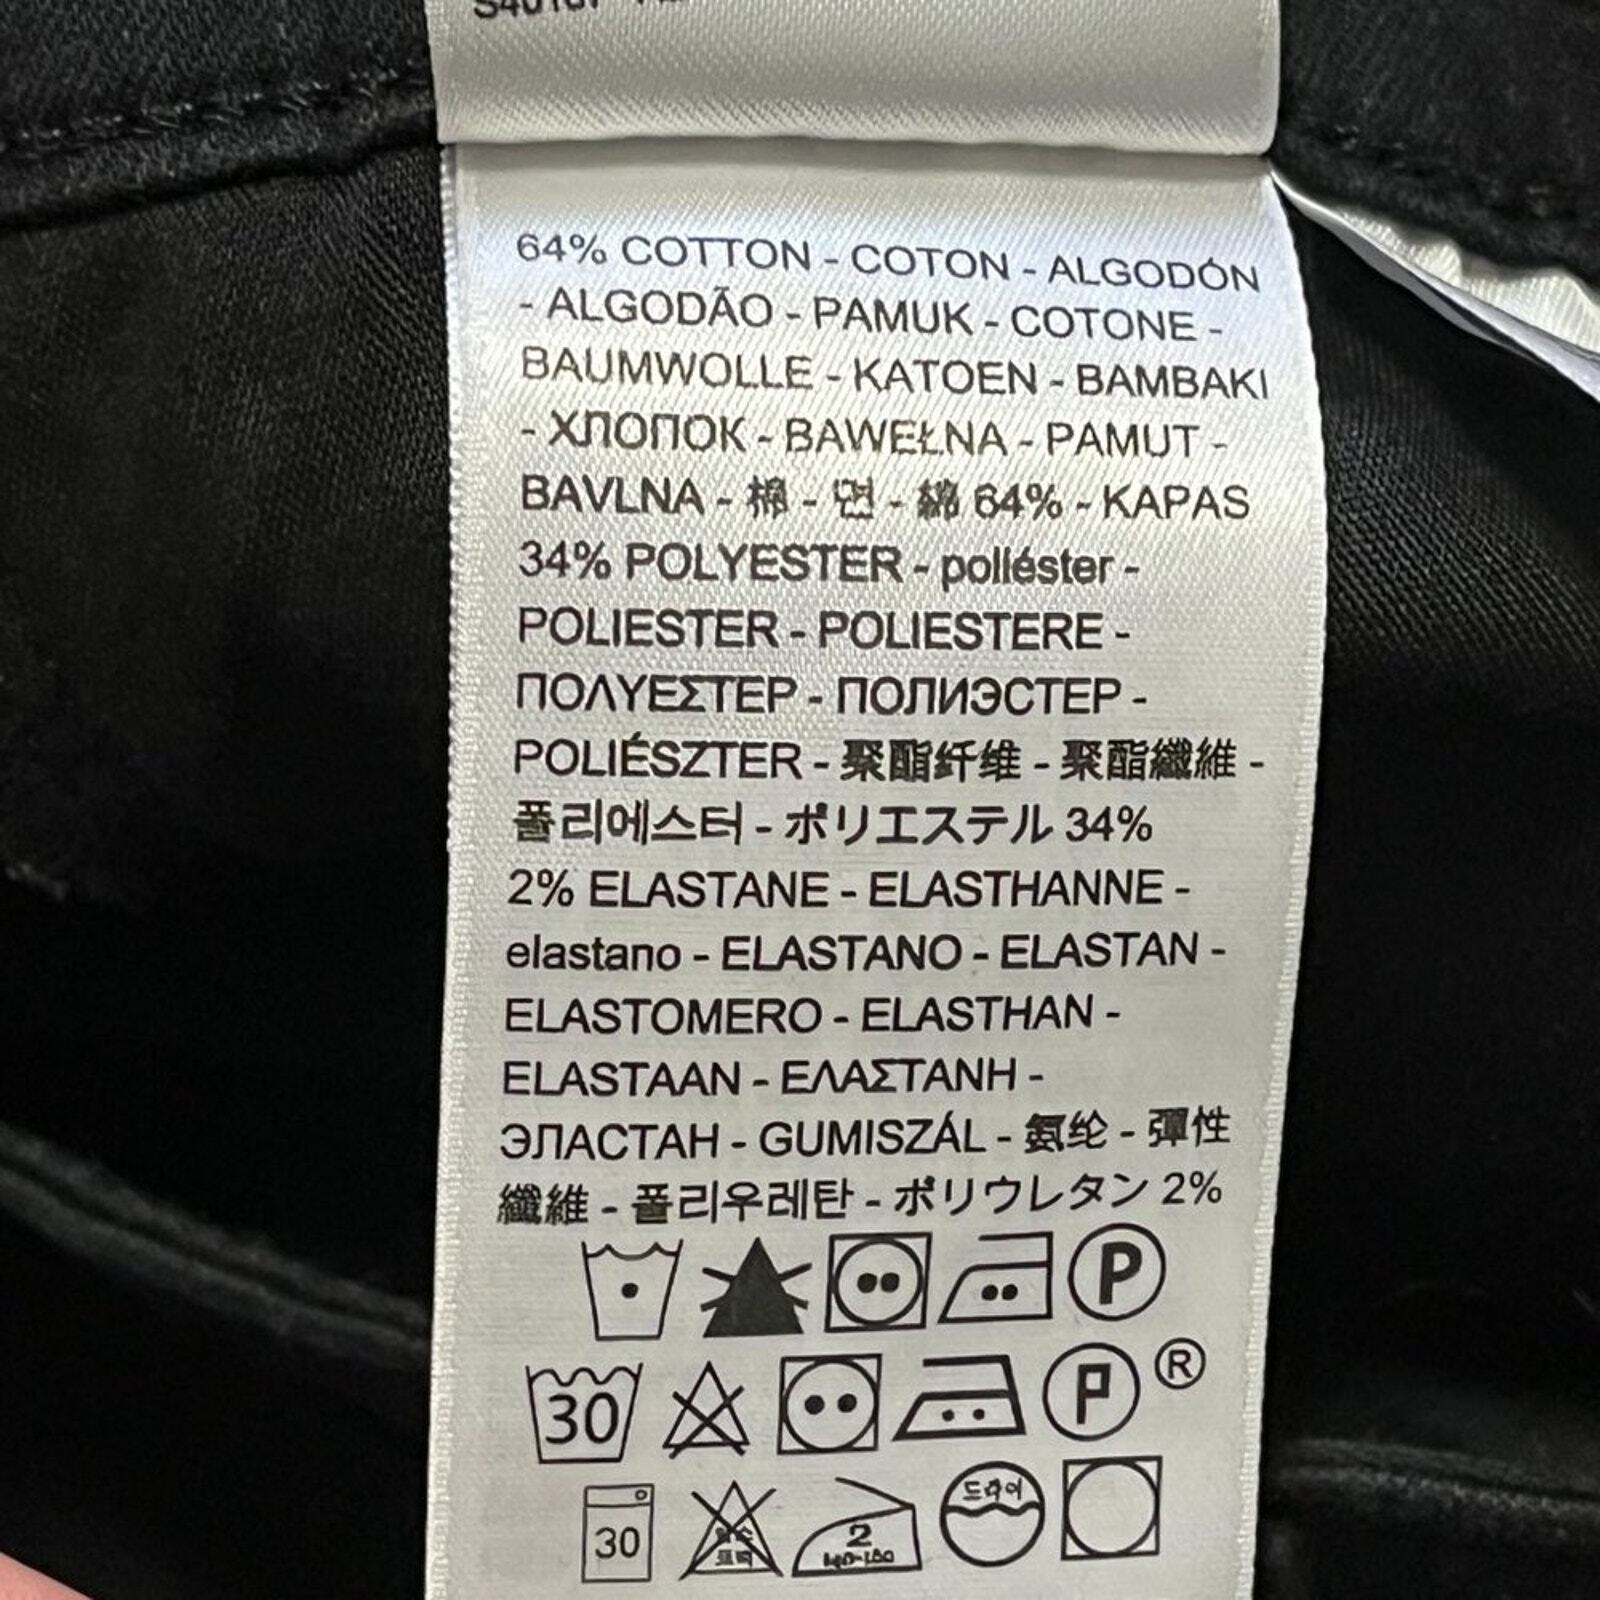 64% COTTON - COTON - ALGODÓN
- ALGODÃO - PAMUK - COTONE -
BAUMWOLLE - KATOEN - BAMBAKI
- ХЛОПОК - BAWEŁNA - PAMUT -
BAVLNA - 棉 - 면 - 綿 64% - KAPAS
34% POLYESTER - poliéster -
POLIESTER - POLIESTERE -
ΠΟΛΥΕΣΤΕΡ - ПОЛИЭСТЕР -
POLIÉSZTER - 聚酯纤维 - 聚酯纖維 -
폴리에스터 - ポリエステル 34%
2% ELASTANE - ELASTHANNE -
elastano - ELASTANO - ELASTAN -
ELASTOMERO - ELASTHAN -
ELASTAAN - ΕΛΑΣΤΑΝΗ -
ЭЛАСТАН - GUMISZÁL - 氨纶 - 彈性
纖維 - 폴리우레탄 - ポリウレタン 2%
P
30 P ®
30 2 드라이